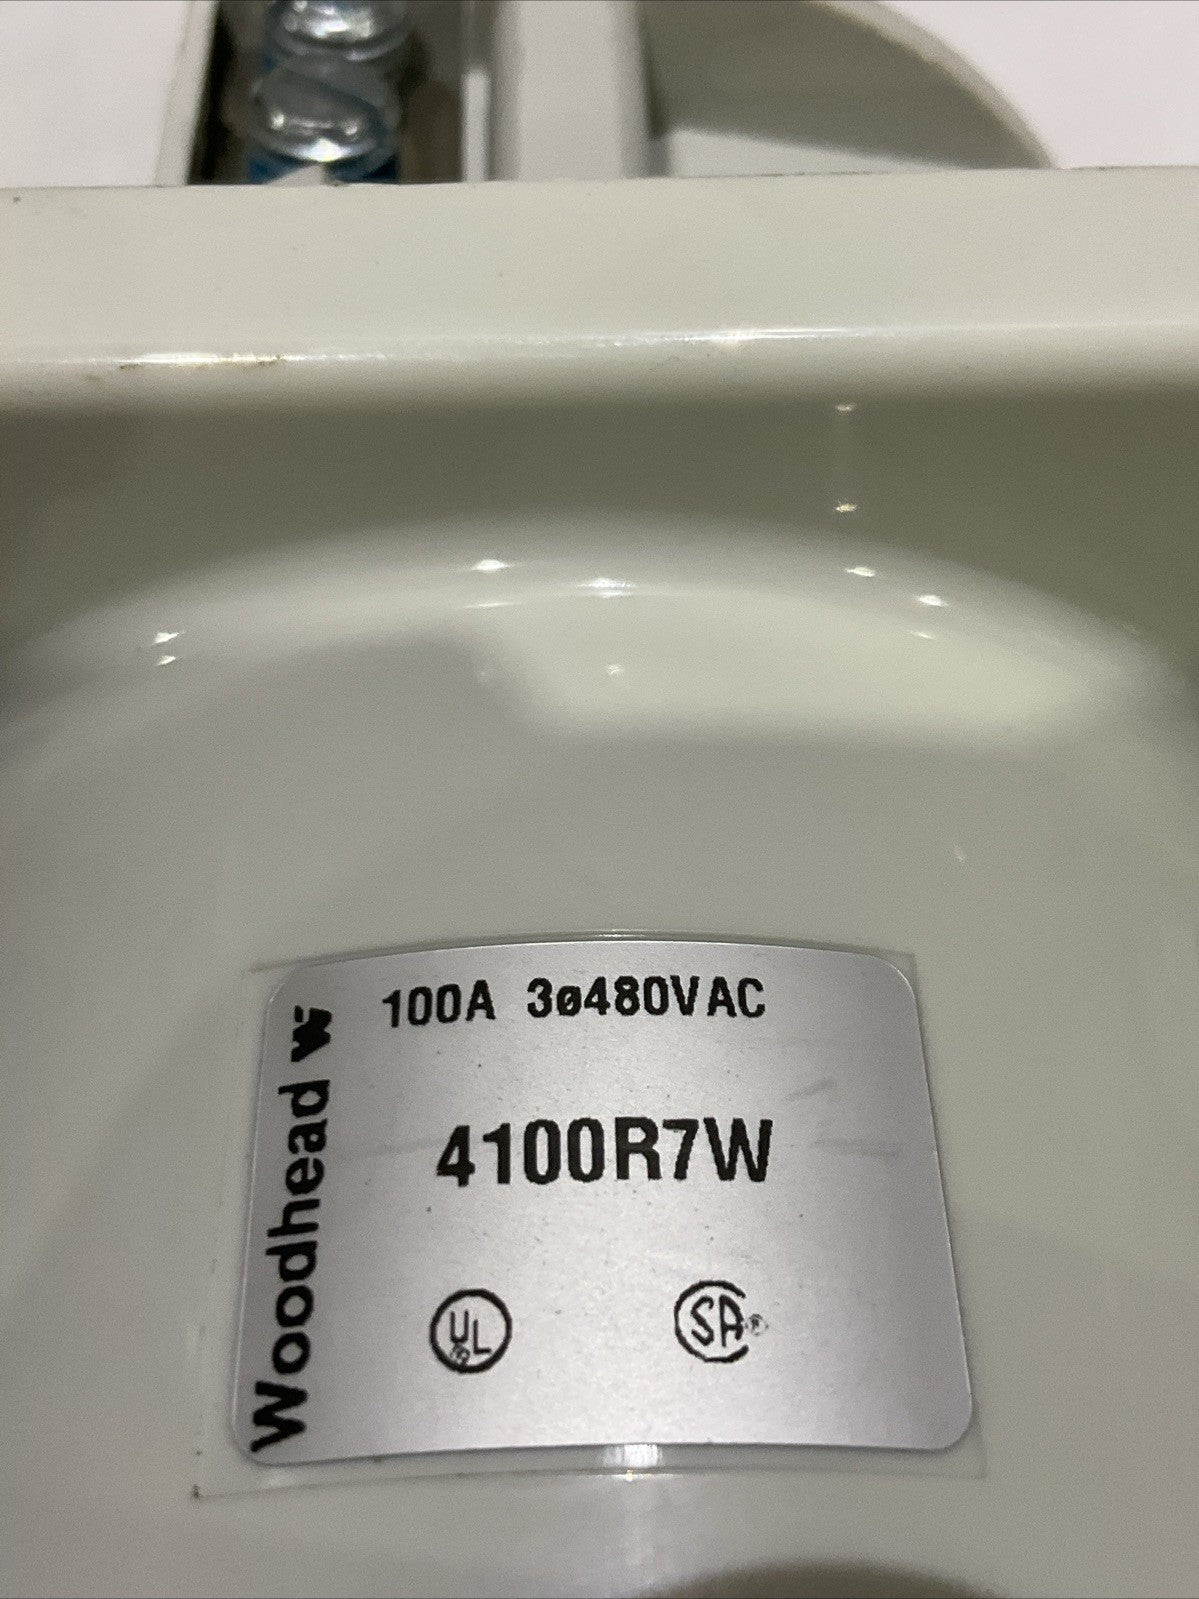 100A 3ø480VAC
Woodhead W
4100R7W
UL
SA